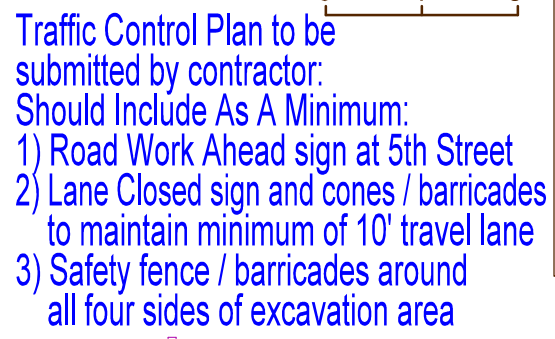 Traffic Control Plan to be
submitted by contractor:
Should Include As A Minimum:
1) Road Work Ahead sign at 5th Street
2) Lane Closed sign and cones / barricades
to maintain minimum of 10' travel lane
3) Safety fence / barricades around
all four sides of excavation area